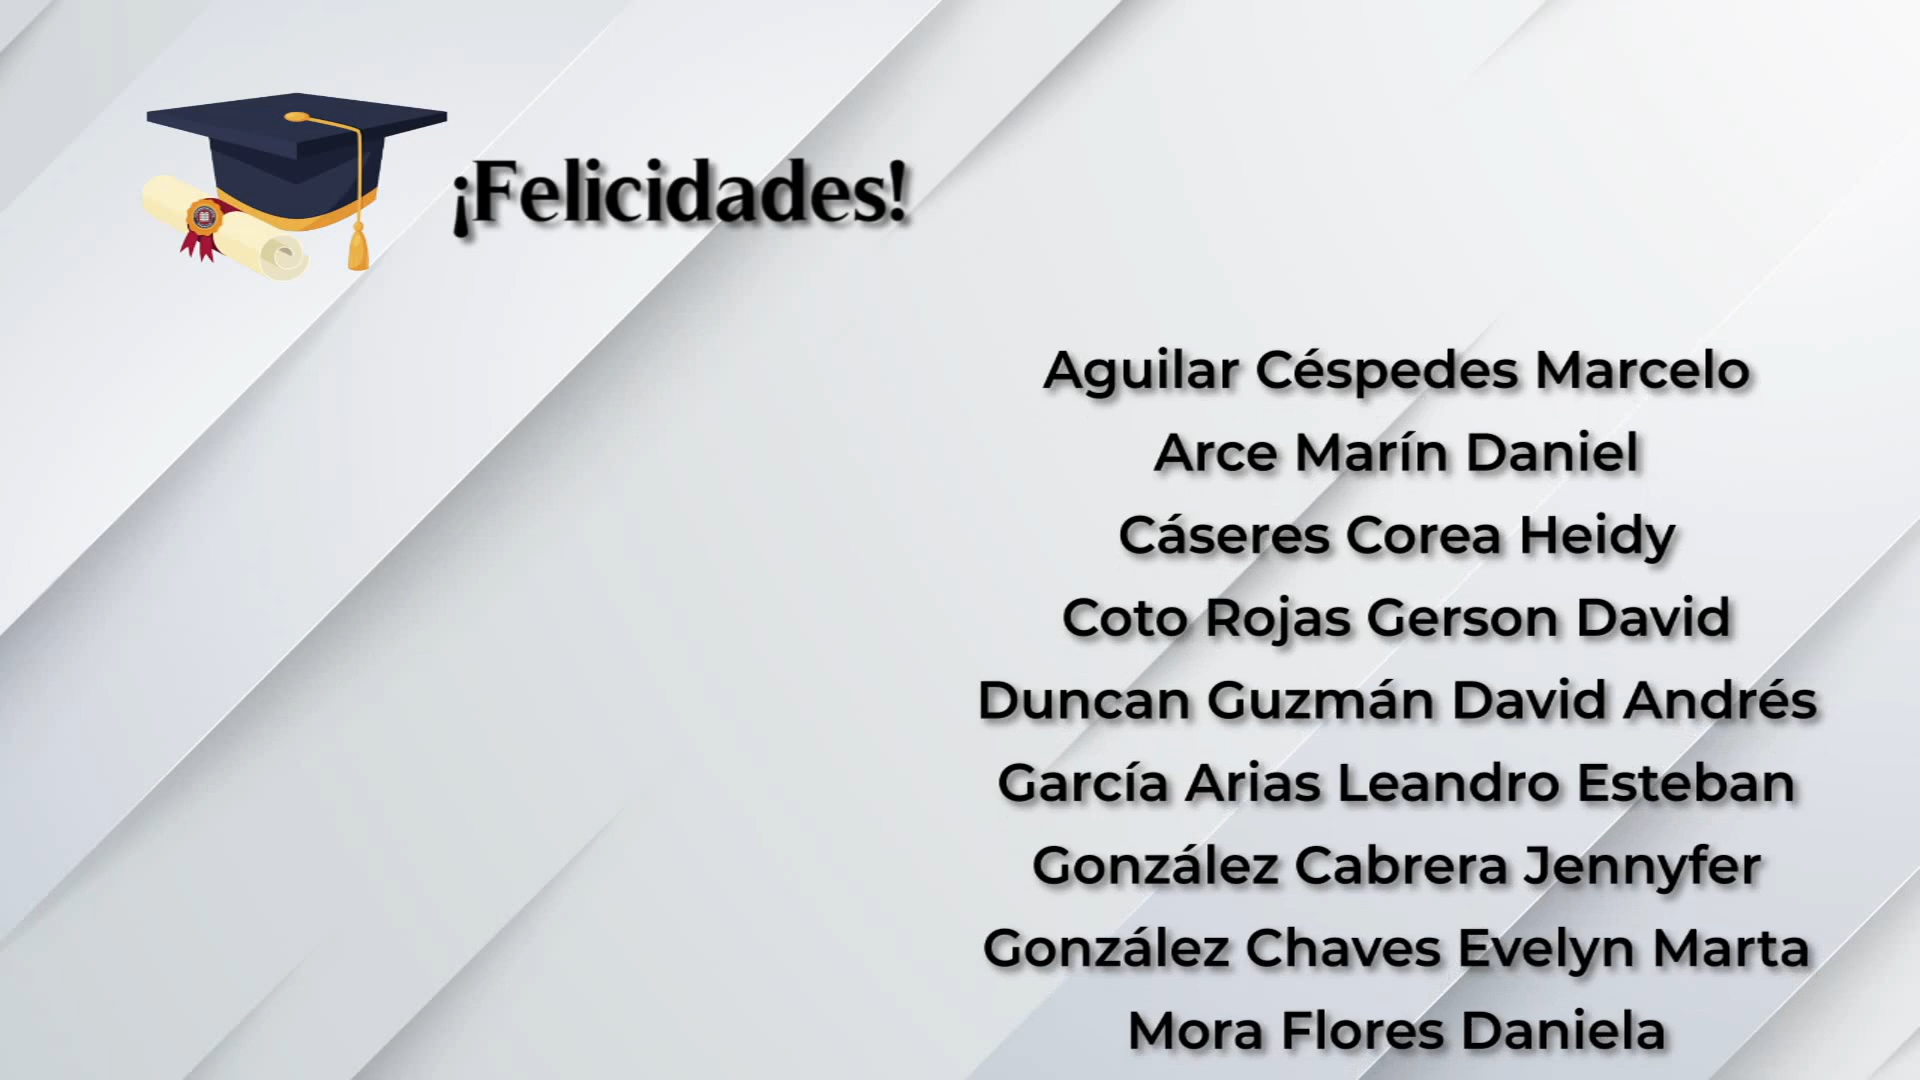 ¡Felicidades!
Aguilar Céspedes Marcelo
Arce Marín Daniel
Cáseres Corea Heidy
Coto Rojas Gerson David
Duncan Guzmán David Andrés
García Arias Leandro Esteban
González Cabrera Jennyfer
González Chaves Evelyn Marta
Mora Flores Daniela